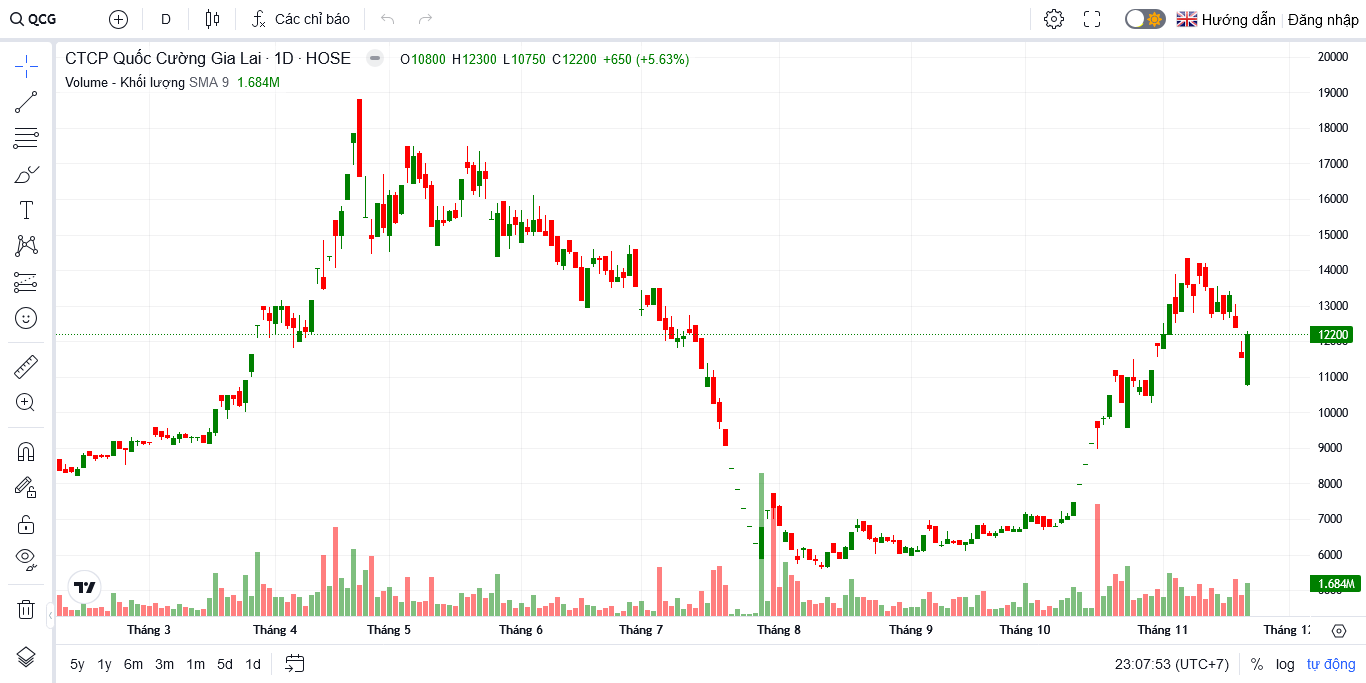 QCG D Các chỉ báo Hướng dẫn Đăng nhập
CTCP Quốc Cường Gia Lai · 1D · HOSE O10800 H12300 L10750 C12200 +650 (+5.63%)
Volume - Khối lượng SMA 9 1.684M
20000
19000
18000
17000
16000
15000
14000
13000
12200
12000
11000
10000
9000
8000
7000
6000
1.684M
Tháng 3 Tháng 4 Tháng 5 Tháng 6 Tháng 7 Tháng 8 Tháng 9 Tháng 10 Tháng 11 Tháng 12
5y 1y 6m 3m 1m 5d 1d 23:07:53 (UTC+7) % log tự động